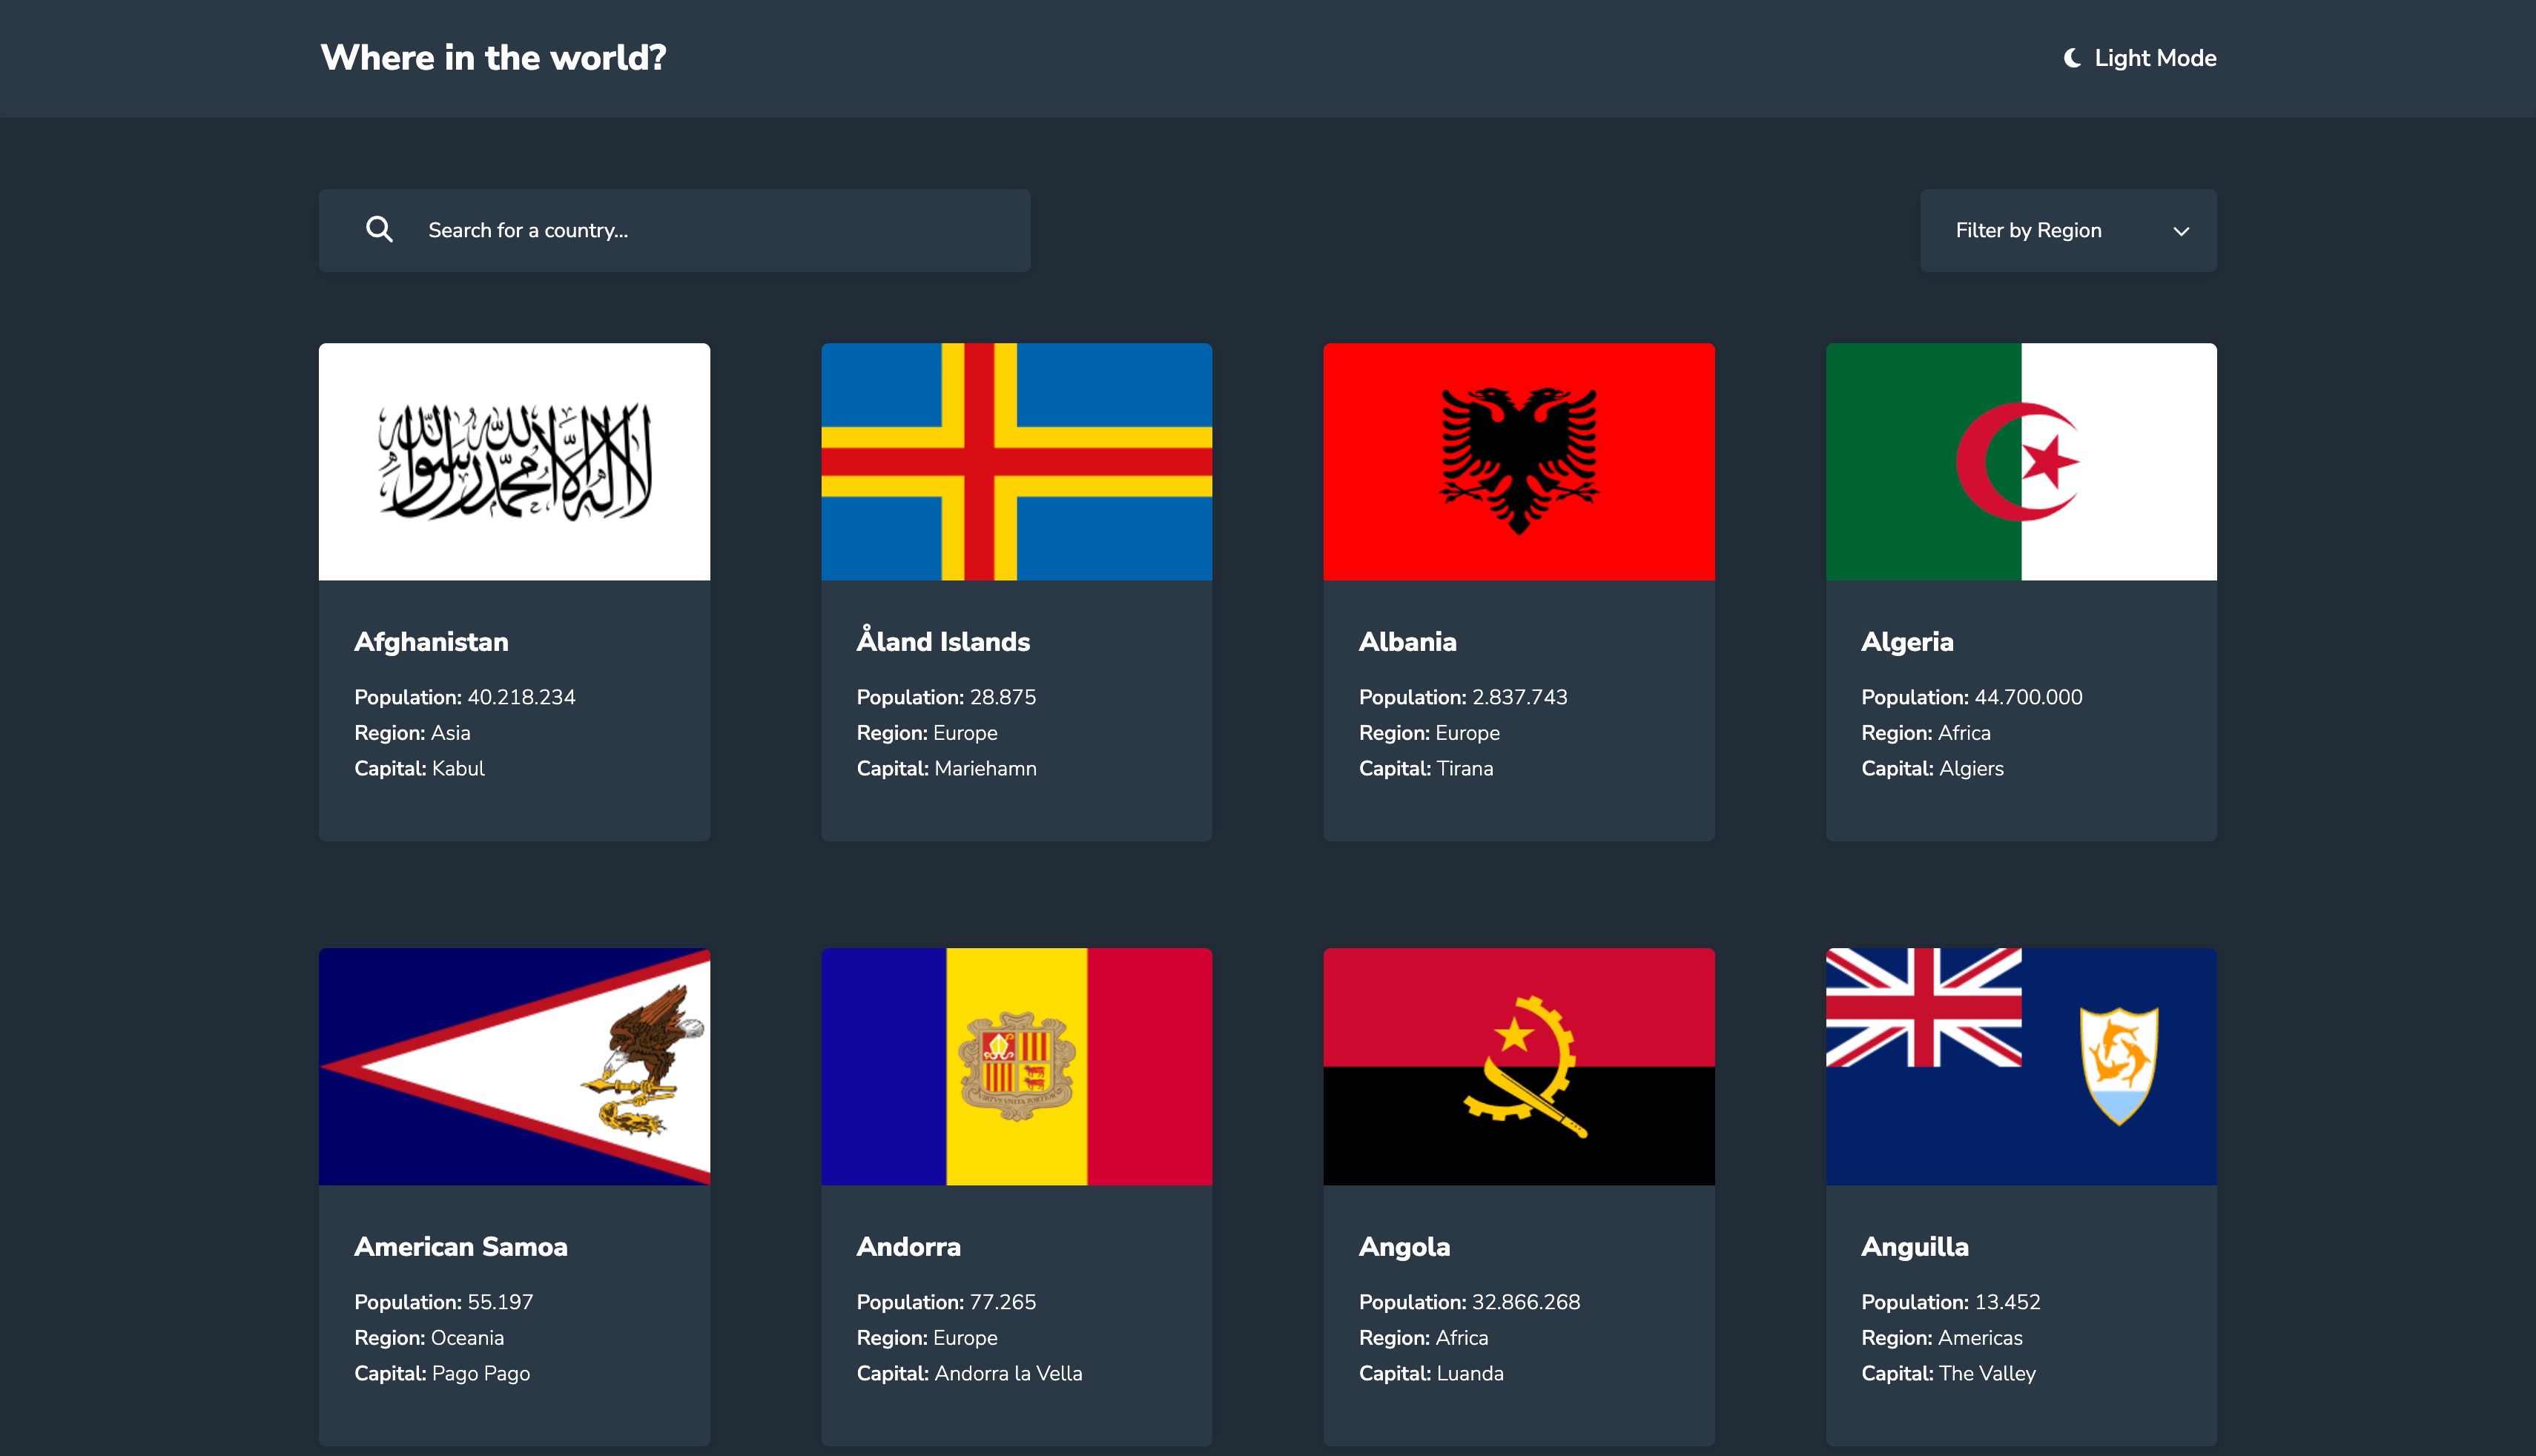 Where in the world?
Light Mode
Search for a country...
Filter by Region
لا إله إلا الله محمد رسول الله
Afghanistan
Population: 40.218.234
Region: Asia
Capital: Kabul
Åland Islands
Population: 28.875
Region: Europe
Capital: Mariehamn
Albania
Population: 2.837.743
Region: Europe
Capital: Tirana
Algeria
Population: 44.700.000
Region: Africa
Capital: Algiers
VIRTVS VNITA FORTIOR
American Samoa
Population: 55.197
Region: Oceania
Capital: Pago Pago
Andorra
Population: 77.265
Region: Europe
Capital: Andorra la Vella
Angola
Population: 32.866.268
Region: Africa
Capital: Luanda
Anguilla
Population: 13.452
Region: Americas
Capital: The Valley